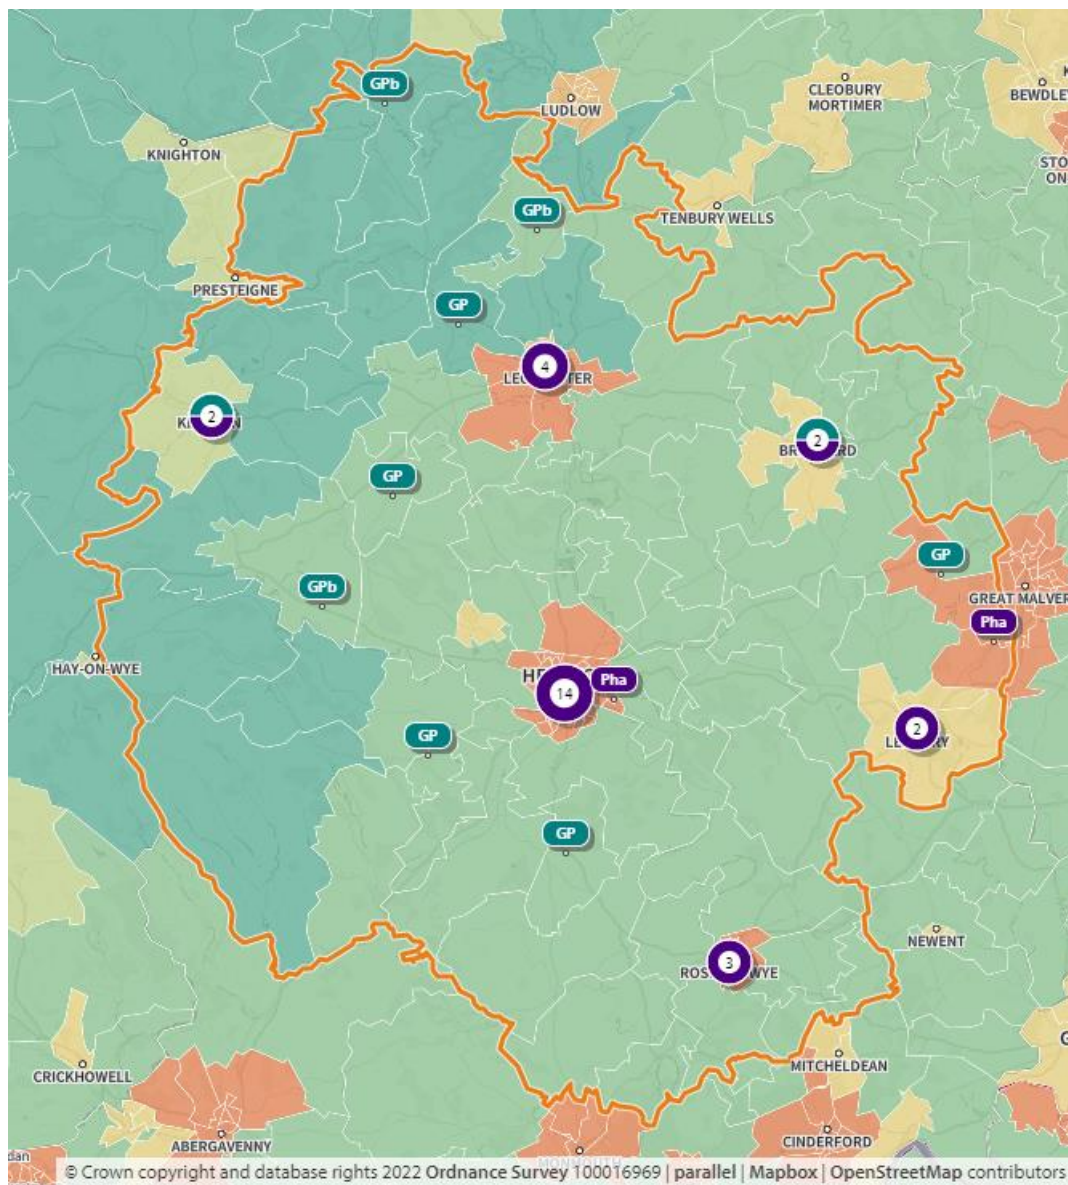 GPb
LUDLOW
CLEOBURY
MORTIMER
BEWDLEY
KNIGHTON
GPb
TENBURY WELLS
PRESTEIGNE
GP
4
2
2
GP
GP
GPb
GREAT MALVER
Pha
HAY-ON-WYE
Pha
14
2
GP
GP
NEWENT
3
MITCHELDEAN
CRICKHOWELL
ABERGAVENNY
CINDERFORD
© Crown copyright and database rights 2022 Ordnance Survey 100016969 | parallel | Mapbox | OpenStreetMap contributors